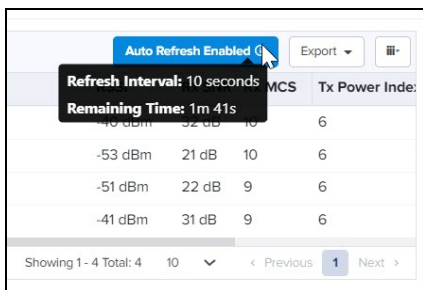 Auto Refresh Enabled
Export
Refresh Interval: 10 seconds
Remaining Time: 1m 41s
MCS Tx Power Index
-40 dBm 32 dB 10 6
-53 dBm 21 dB 10 6
-51 dBm 22 dB 9 6
-41 dBm 31 dB 9 6
Showing 1 - 4 Total: 4 10 < Previous 1 Next >